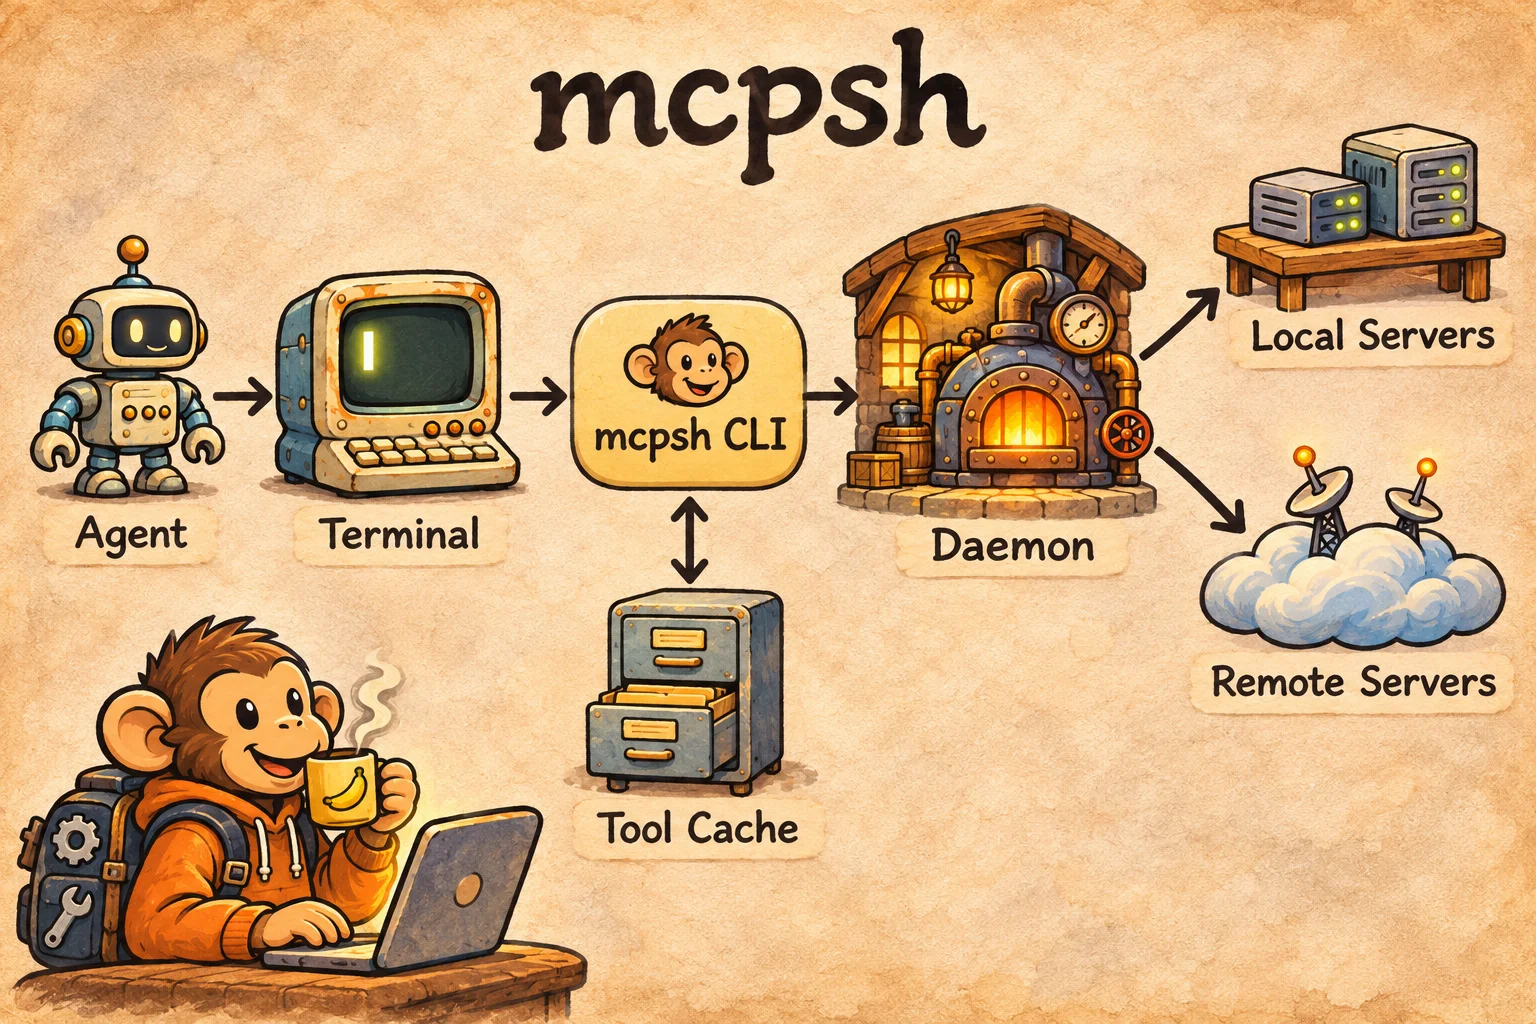 mcpsh
Agent
Terminal
mcpsh CLI
Daemon
Local Servers
Remote Servers
Tool Cache